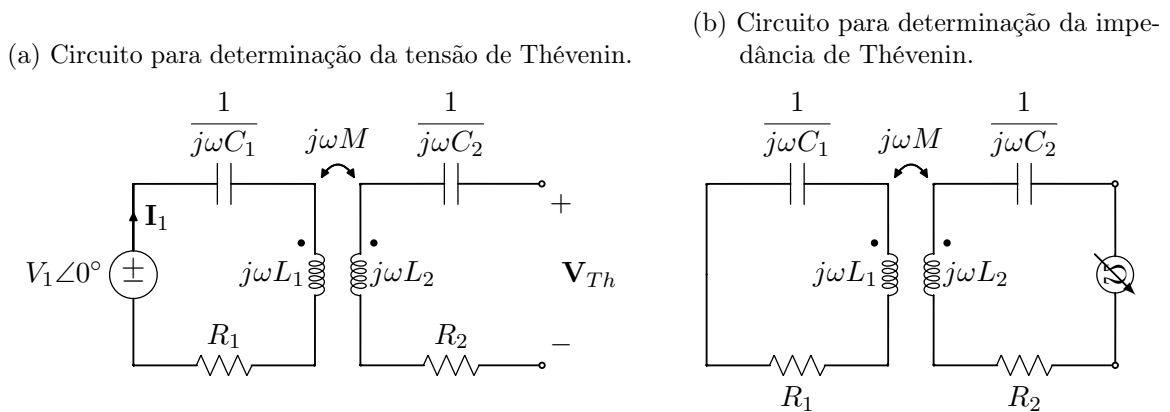 (a) Circuito para determinação da tensão de Thévenin.
(b) Circuito para determinação da impe-
dância de Thévenin.
1
jωC₁
jωM
1
jωC₂
I₁
+
V₁∠0°
±
jωL₁
jωL₂
V_Th
R₁
R₂
−
1
jωC₁
jωM
1
jωC₂
jωL₁
jωL₂
Ω
R₁
R₂